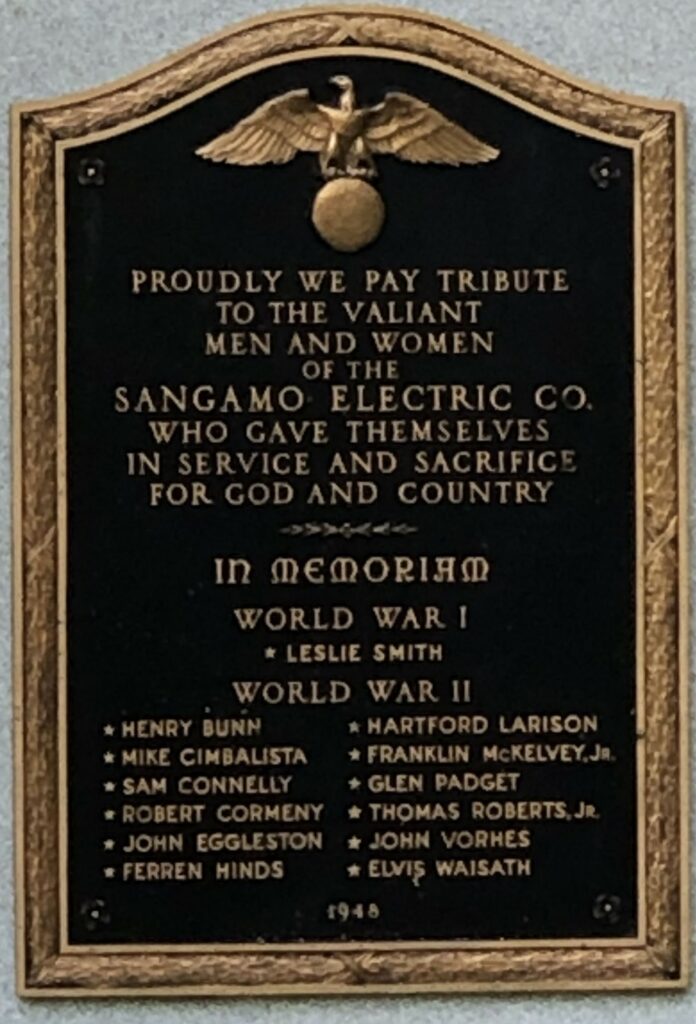 PROUDLY WE PAY TRIBUTE
TO THE VALIANT
MEN AND WOMEN
OF THE
SANGAMO ELECTRIC CO.
WHO GAVE THEMSELVES
IN SERVICE AND SACRIFICE
FOR GOD AND COUNTRY
IN MEMORIAM
WORLD WAR I
★ LESLIE SMITH
WORLD WAR II
★ HENRY BUNN ★ HARTFORD LARISON
★ MIKE CIMBALISTA ★ FRANKLIN McKELVEY, JR.
★ SAM CONNELLY ★ GLEN PADGET
★ ROBERT CORMENY ★ THOMAS ROBERTS, JR.
★ JOHN EGGLESTON ★ JOHN VORHES
★ FERREN HINDS ★ ELVIS WAISATH
1948